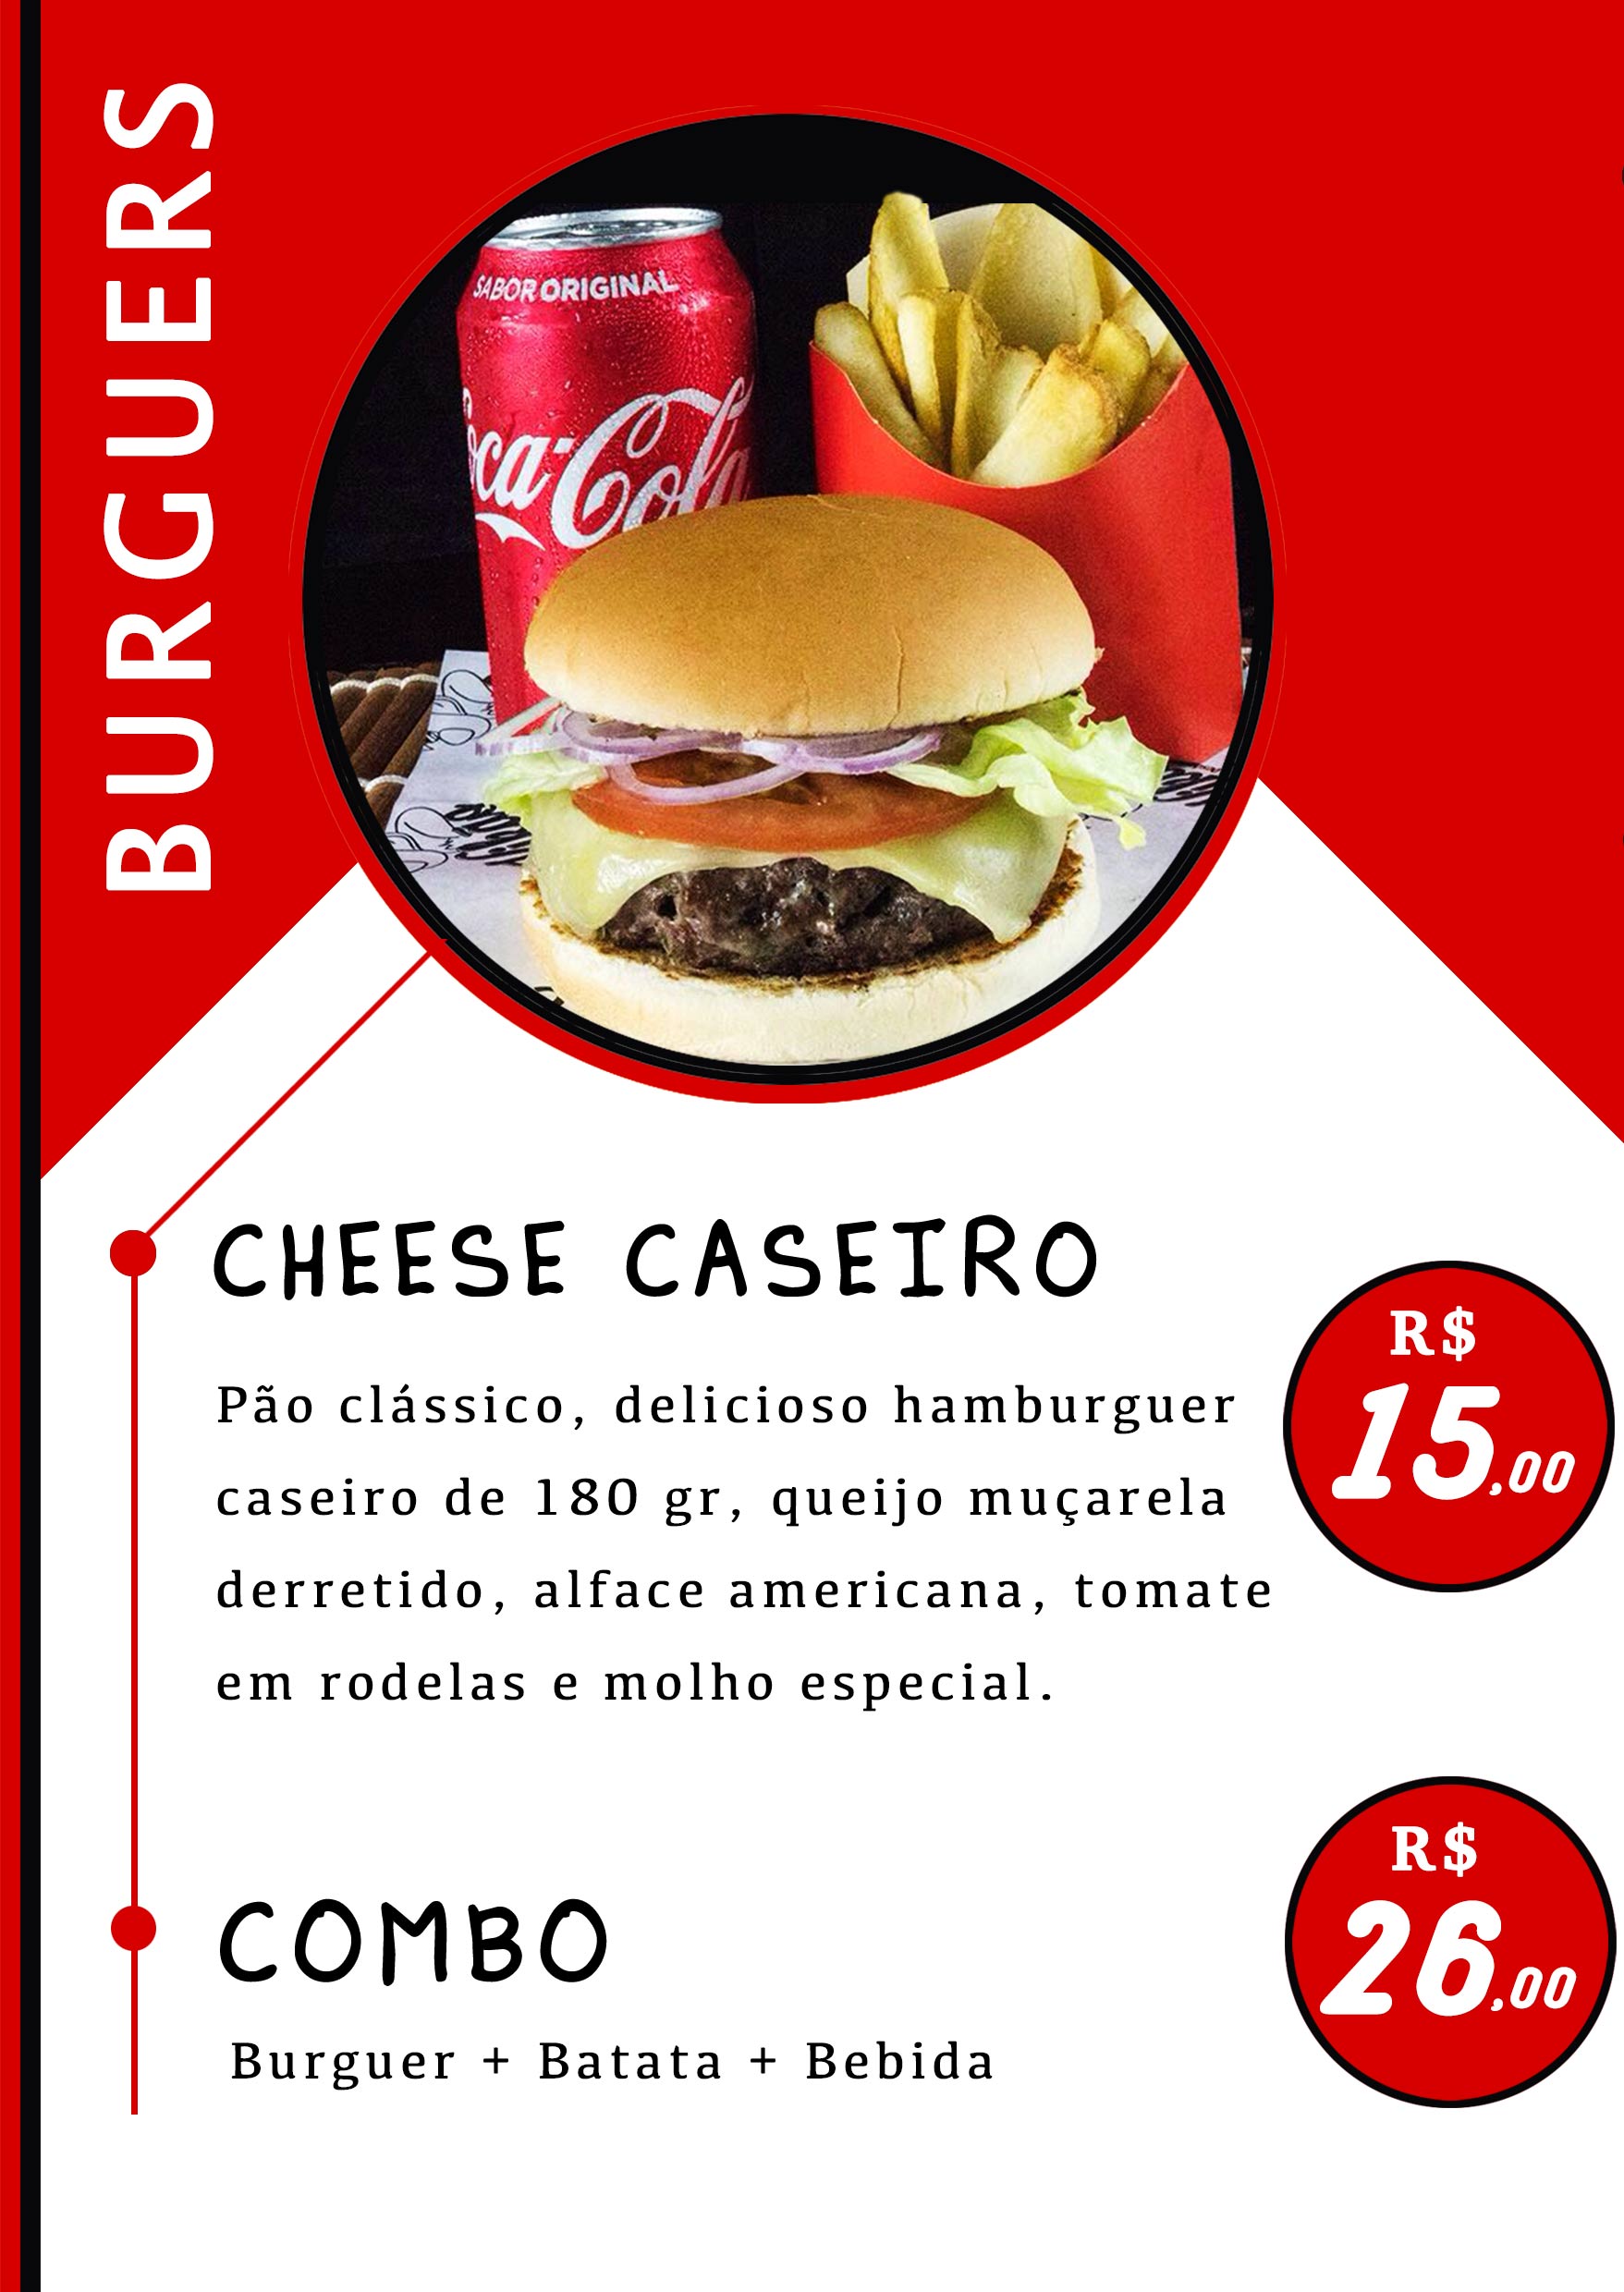 BURGUERS
SABOR ORIGINAL
Coca-Cola
CHEESE CASEIRO
R$
15,00
Pão clássico, delicioso hamburguer
caseiro de 180 gr, queijo muçarela
derretido, alface americana, tomate
em rodelas e molho especial.
R$
26,00
COMBO
Burguer + Batata + Bebida